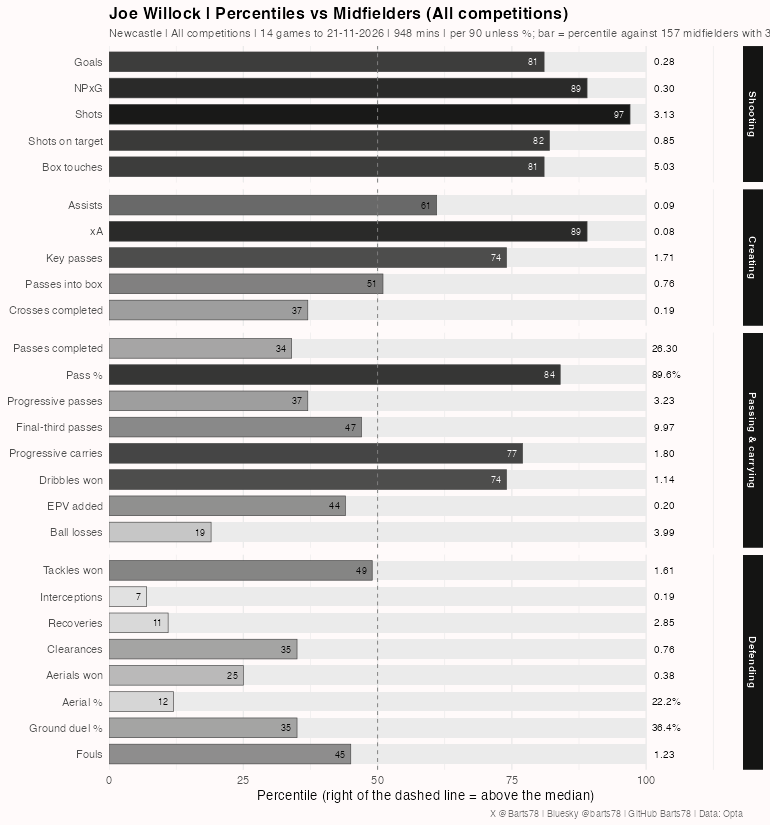 Joe Willock | Percentiles vs Midfielders (All competitions)
Newcastle | All competitions | 14 games to 21-11-2026 | 948 mins | per 90 unless %; bar = percentile against 157 midfielders with 3
Goals 81 0.28
NPxG 89 0.30
Shots 97 3.13
Shots on target 82 0.85
Box touches 81 5.03
Shooting
Assists 61 0.09
xA 89 0.08
Key passes 74 1.71
Passes into box 51 0.76
Crosses completed 37 0.19
Creating
Passes completed 34 26.30
Pass % 84 89.6%
Progressive passes 37 3.23
Final-third passes 47 9.97
Progressive carries 77 1.80
Dribbles won 74 1.14
EPV added 44 0.20
Ball losses 19 3.99
Passing & carrying
Tackles won 49 1.61
Interceptions 7 0.19
Recoveries 11 2.85
Clearances 35 0.76
Aerials won 25 0.38
Aerial % 12 22.2%
Ground duel % 35 36.4%
Fouls 45 1.23
Defending
0 25 50 75 100
Percentile (right of the dashed line = above the median)
X @Barts78 | Bluesky @barts78 | GitHub Barts78 | Data: Opta